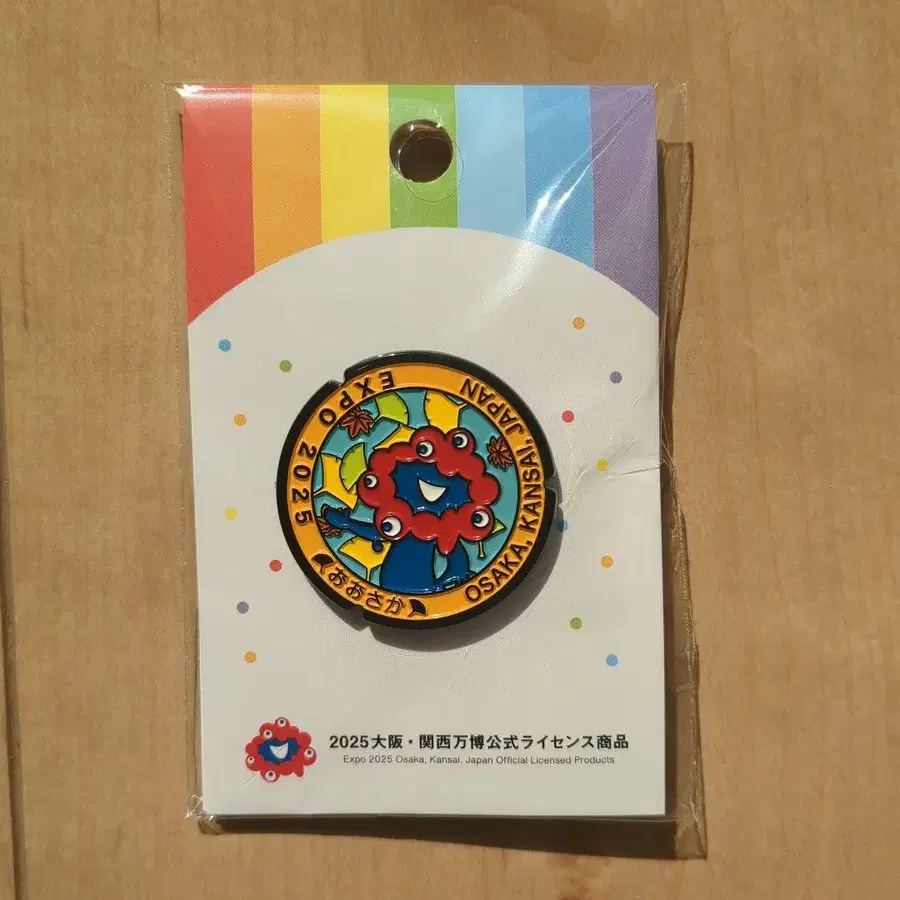 EXPO 2025
OSAKA, KANSAI, JAPAN
おおさか
2025大阪・関西万博公式ライセンス商品
Expo 2025 Osaka, Kansai, Japan Official Licensed Products